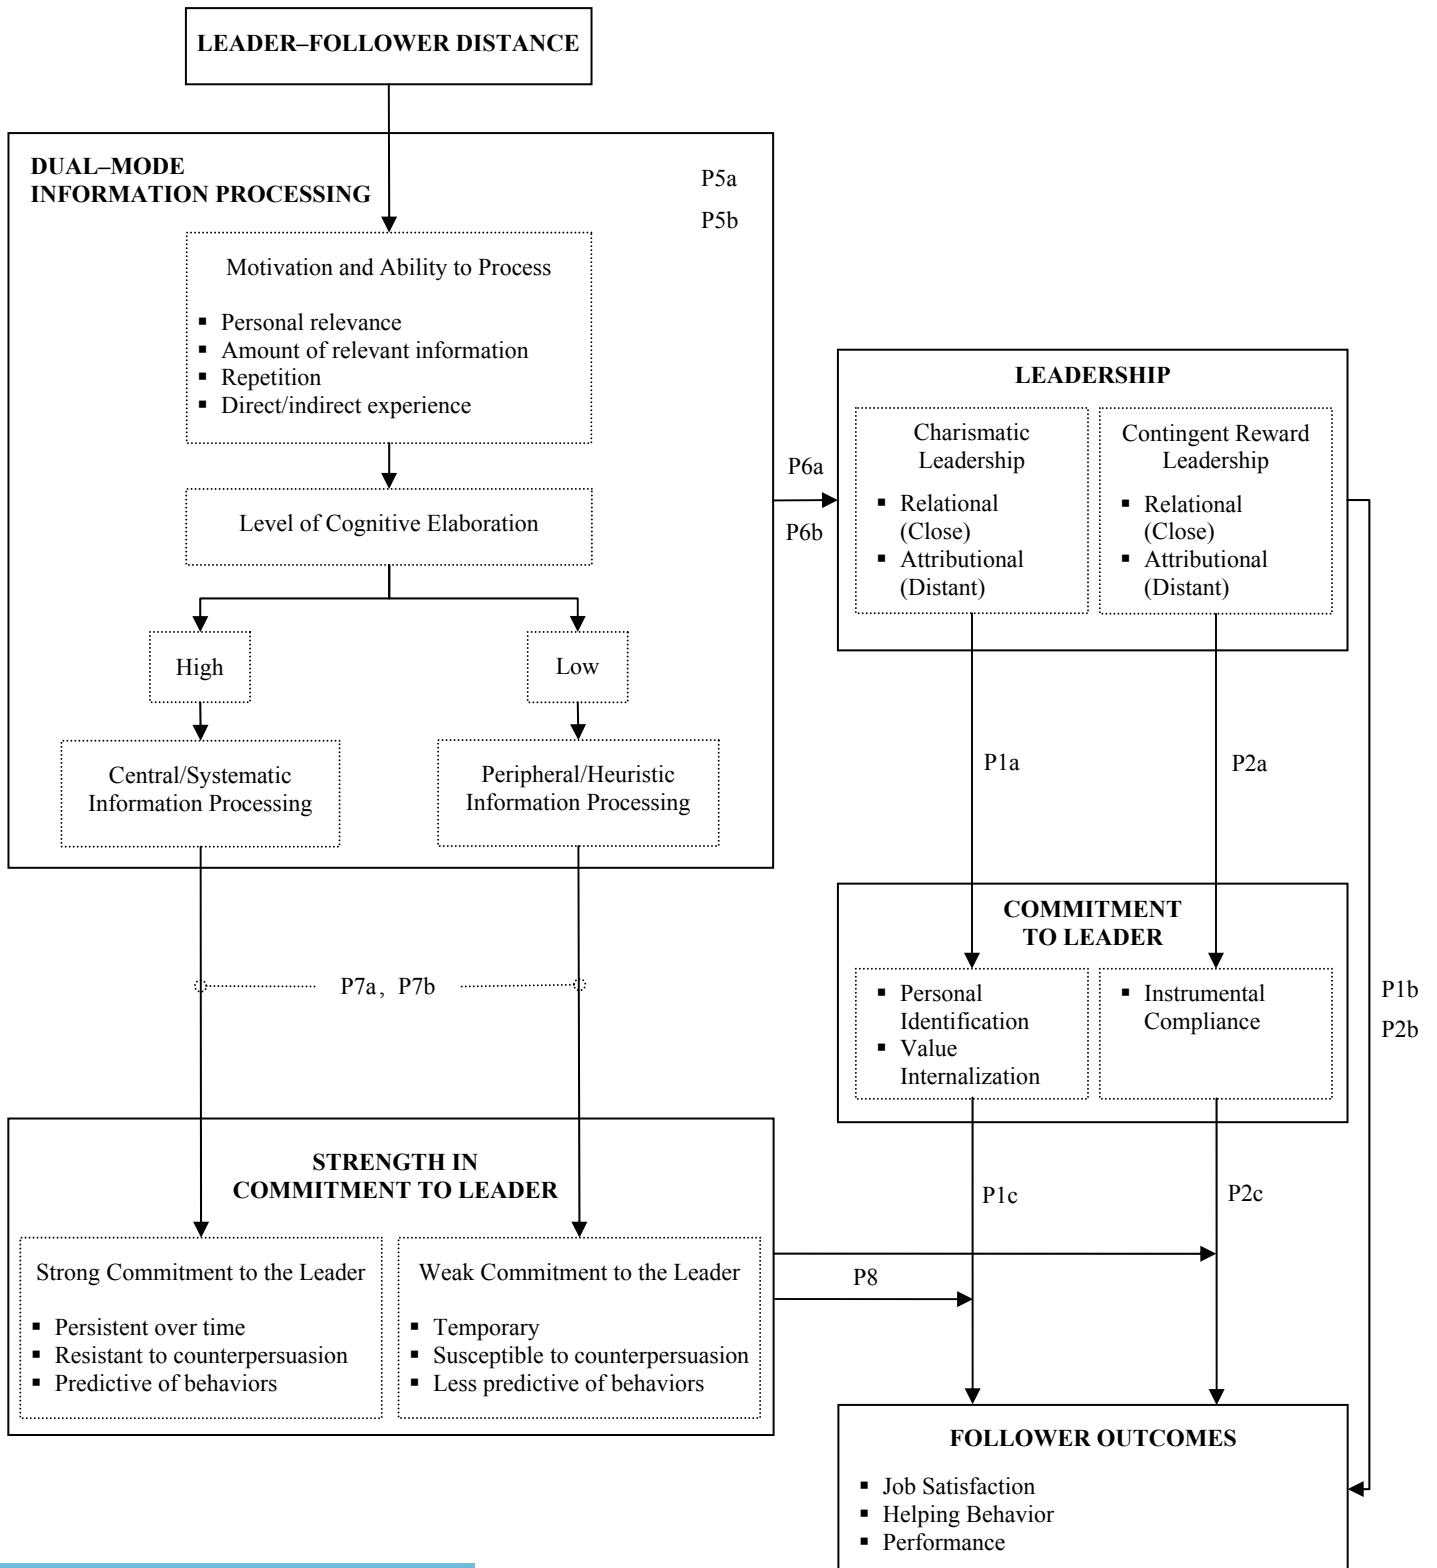 LEADER–FOLLOWER DISTANCE
DUAL–MODE
INFORMATION PROCESSING
P5a
P5b
Motivation and Ability to Process
▪ Personal relevance
▪ Amount of relevant information
▪ Repetition
▪ Direct/indirect experience
Level of Cognitive Elaboration
High
Low
Central/Systematic
Information Processing
Peripheral/Heuristic
Information Processing
P6a
P6b
LEADERSHIP
Charismatic
Leadership
▪ Relational
(Close)
▪ Attributional
(Distant)
Contingent Reward
Leadership
▪ Relational
(Close)
▪ Attributional
(Distant)
P1a
P2a
COMMITMENT
TO LEADER
▪ Personal
Identification
▪ Value
Internalization
▪ Instrumental
Compliance
P1b
P2b
P7a, P7b
STRENGTH IN
COMMITMENT TO LEADER
Strong Commitment to the Leader
▪ Persistent over time
▪ Resistant to counterpersuasion
▪ Predictive of behaviors
Weak Commitment to the Leader
▪ Temporary
▪ Susceptible to counterpersuasion
▪ Less predictive of behaviors
P1c
P2c
P8
FOLLOWER OUTCOMES
▪ Job Satisfaction
▪ Helping Behavior
▪ Performance